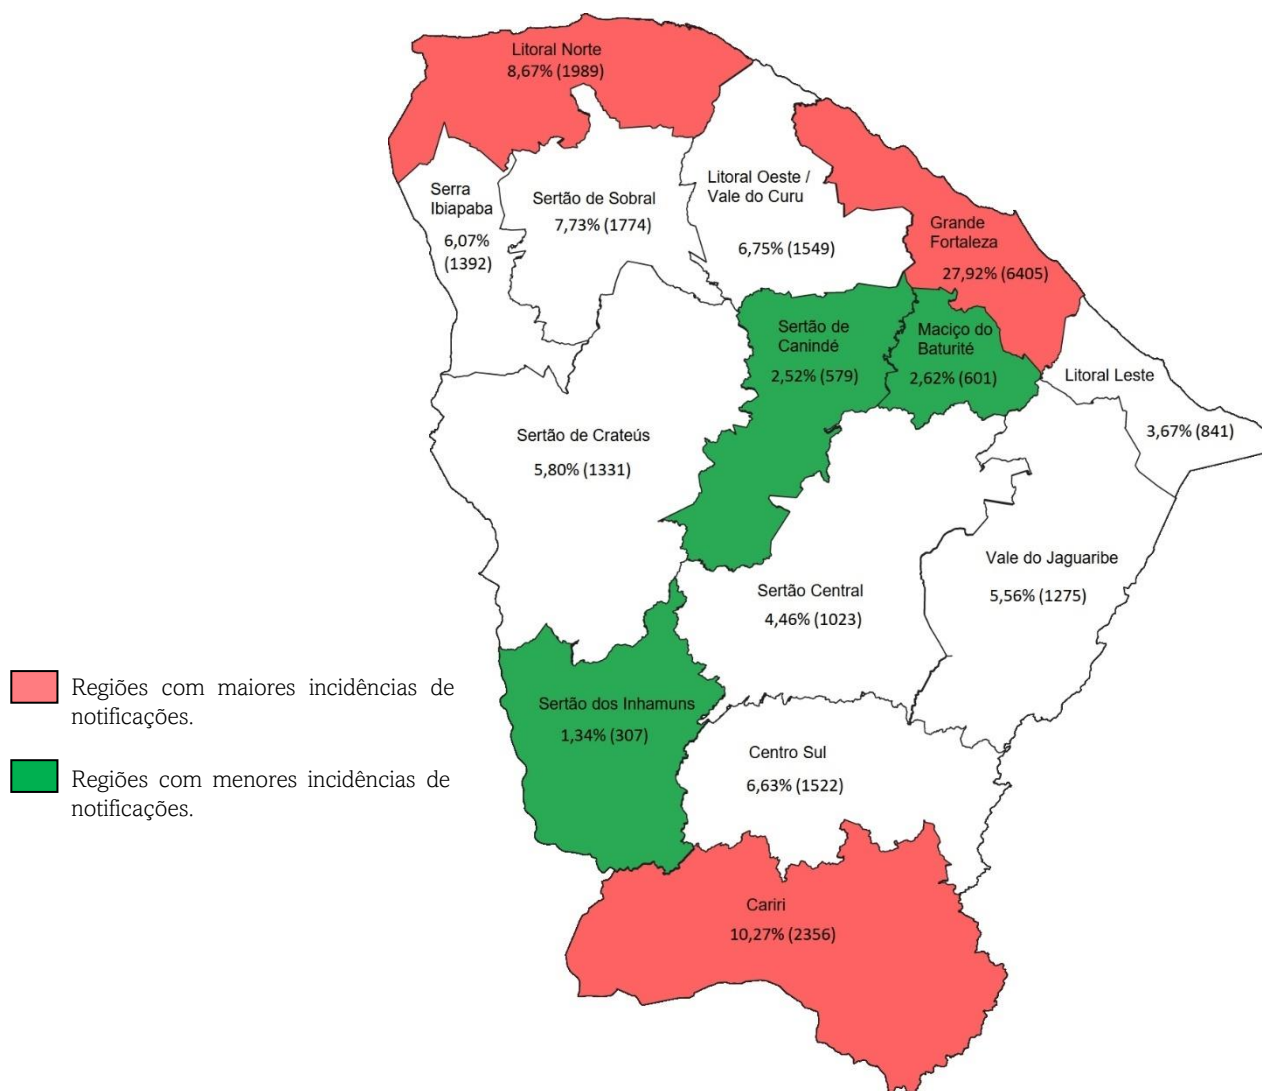 Litoral Norte
8,67% (1989)
Serra
Ibiapaba
6,07%
(1392)
Sertão de Sobral
7,73% (1774)
Litoral Oeste /
Vale do Curu
6,75% (1549)
Grande
Fortaleza
27,92% (6405)
Sertão de
Canindé
2,52% (579)
Maciço do
Baturité
2,62% (601)
Litoral Leste
3,67% (841)
Sertão de Crateús
5,80% (1331)
Vale do Jaguaribe
5,56% (1275)
Sertão Central
4,46% (1023)
Sertão dos Inhamuns
1,34% (307)
Centro Sul
6,63% (1522)
Cariri
10,27% (2356)
Regiões com maiores incidências de
notificações.
Regiões com menores incidências de
notificações.